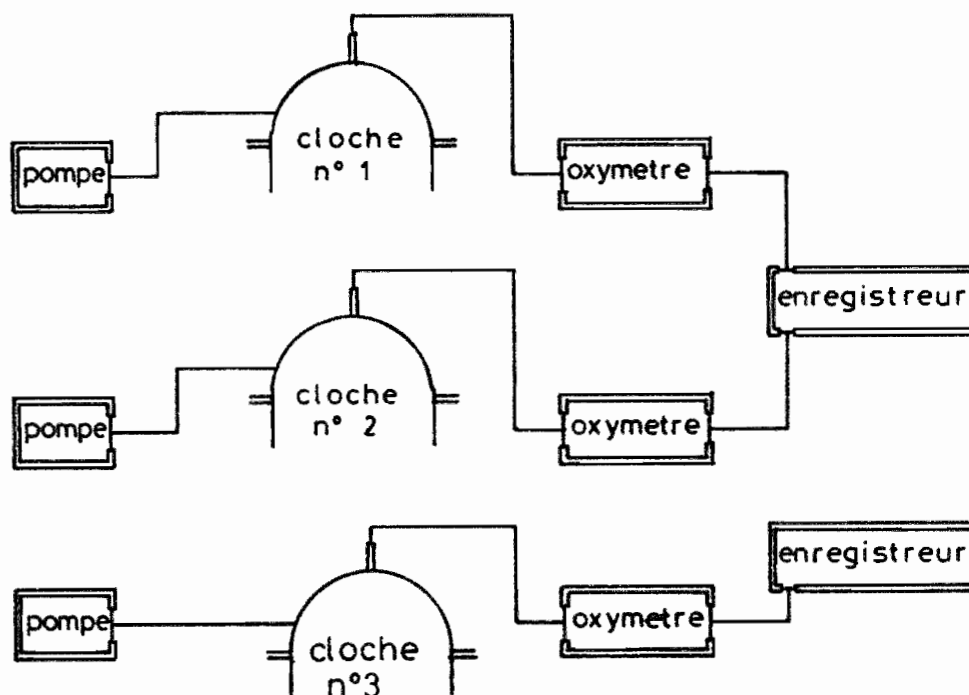 cloche
n° 1
pompe
oxymetre
enregistreur
cloche
n° 2
pompe
oxymetre
enregistreur
pompe
oxymetre
cloche
n°3